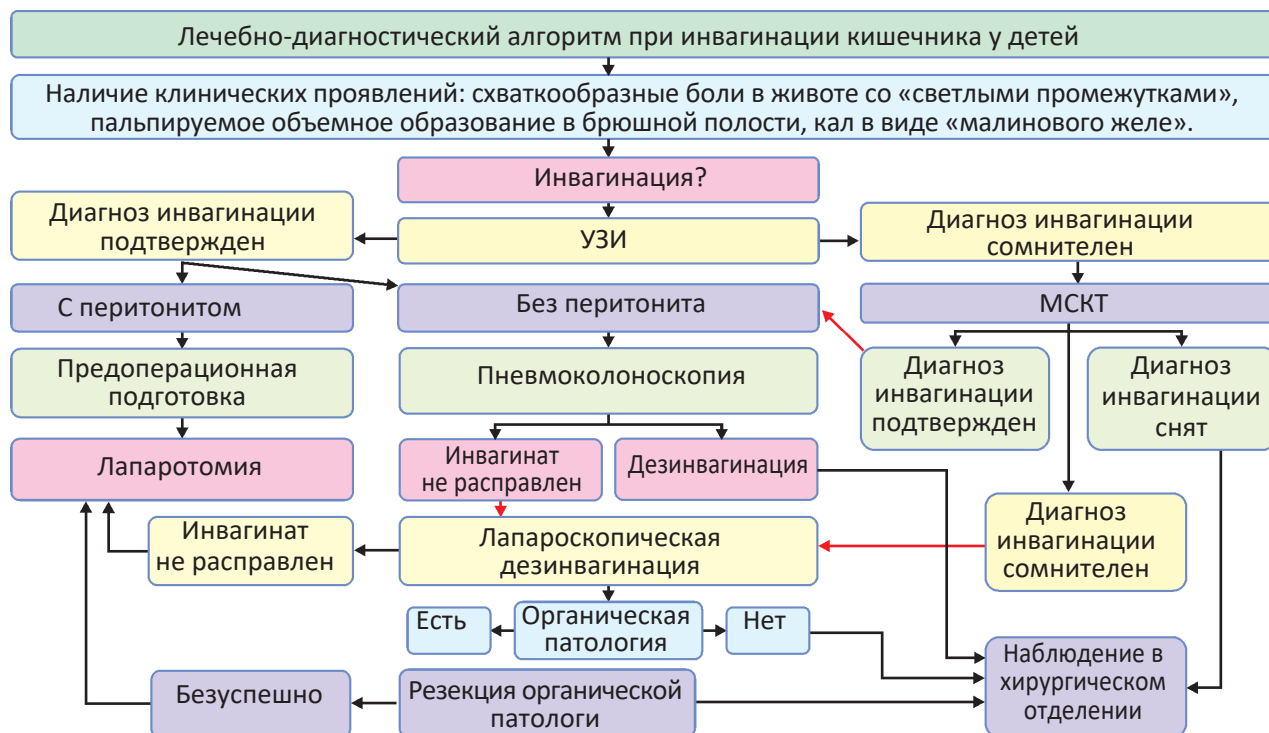 Лечебно-диагностический алгоритм при инвагинации кишечника у детей
Наличие клинических проявлений: схваткообразные боли в животе со «светлыми промежутками»,
пальпируемое объемное образование в брюшной полости, кал в виде «малинового желе».
Инвагинация?
Диагноз инвагинации
подтвержден
УЗИ
Диагноз инвагинации
сомнителен
С перитонитом
Без перитонита
МСКТ
Предоперационная
подготовка
Пневмоколоноскопия
Диагноз
инвагинации
подтвержден
Диагноз
инвагинации
снят
Лапаротомия
Инвагинат
не расправлен
Дезинвагинация
Инвагинат
не расправлен
Лапароскопическая
дезинвагинация
Диагноз
инвагинации
сомнителен
Есть
Органическая
патология
Нет
Безуспешно
Резекция органической
патологи
Наблюдение в
хирургическом
отделении